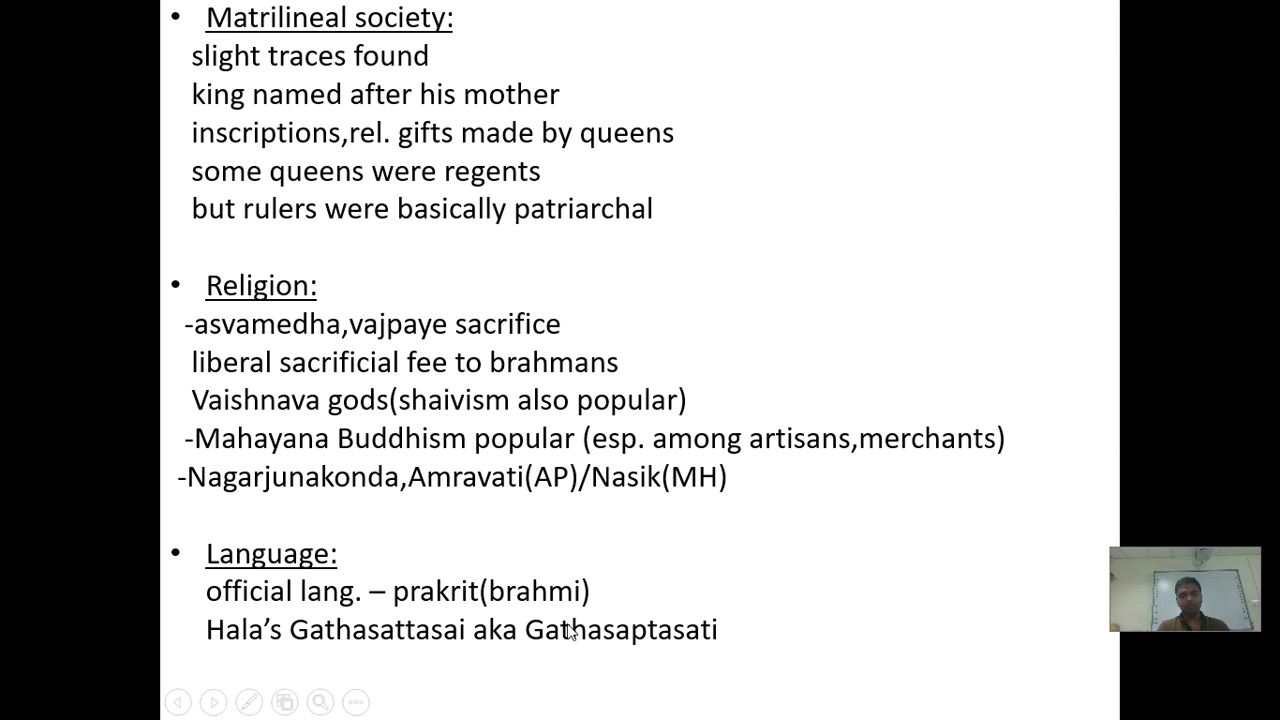 • Matrilineal society:
slight traces found
king named after his mother
inscriptions,rel. gifts made by queens
some queens were regents
but rulers were basically patriarchal
• Religion:
-asvamedha,vajpaye sacrifice
liberal sacrificial fee to brahmans
Vaishnava gods(shaivism also popular)
-Mahayana Buddhism popular (esp. among artisans,merchants)
-Nagarjunakonda,Amravati(AP)/Nasik(MH)
• Language:
official lang. – prakrit(brahmi)
Hala’s Gathasattasai aka Gathasaptasati